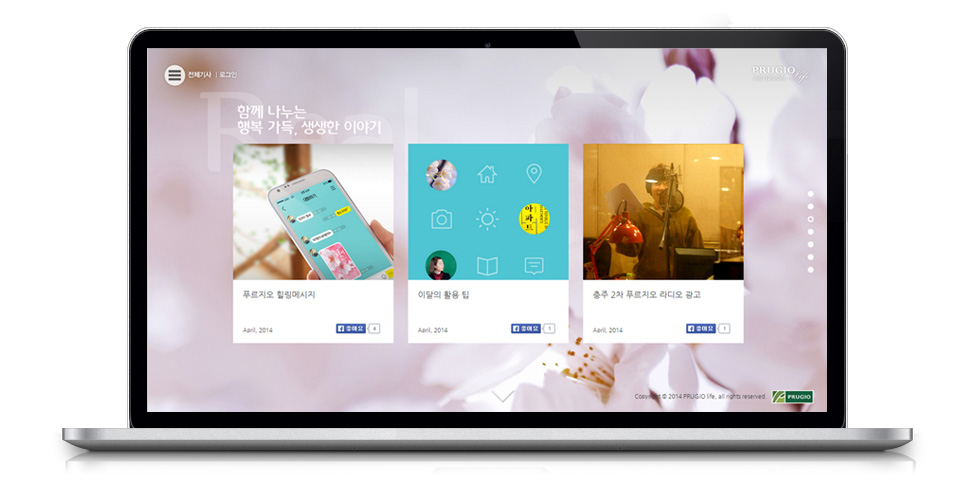 전체기사 | 로그인
PRUGIO
life
함께 나누는
행복 가득, 생생한 이야기
아파트
푸르지오 힐링메시지
April, 2014
좋아요 4
이달의 활용 팁
April, 2014
좋아요 1
충주 2차 푸르지오 라디오 광고
April, 2014
좋아요 1
Copyright © 2014 PRUGIO life, all rights reserved.
PRUGIO